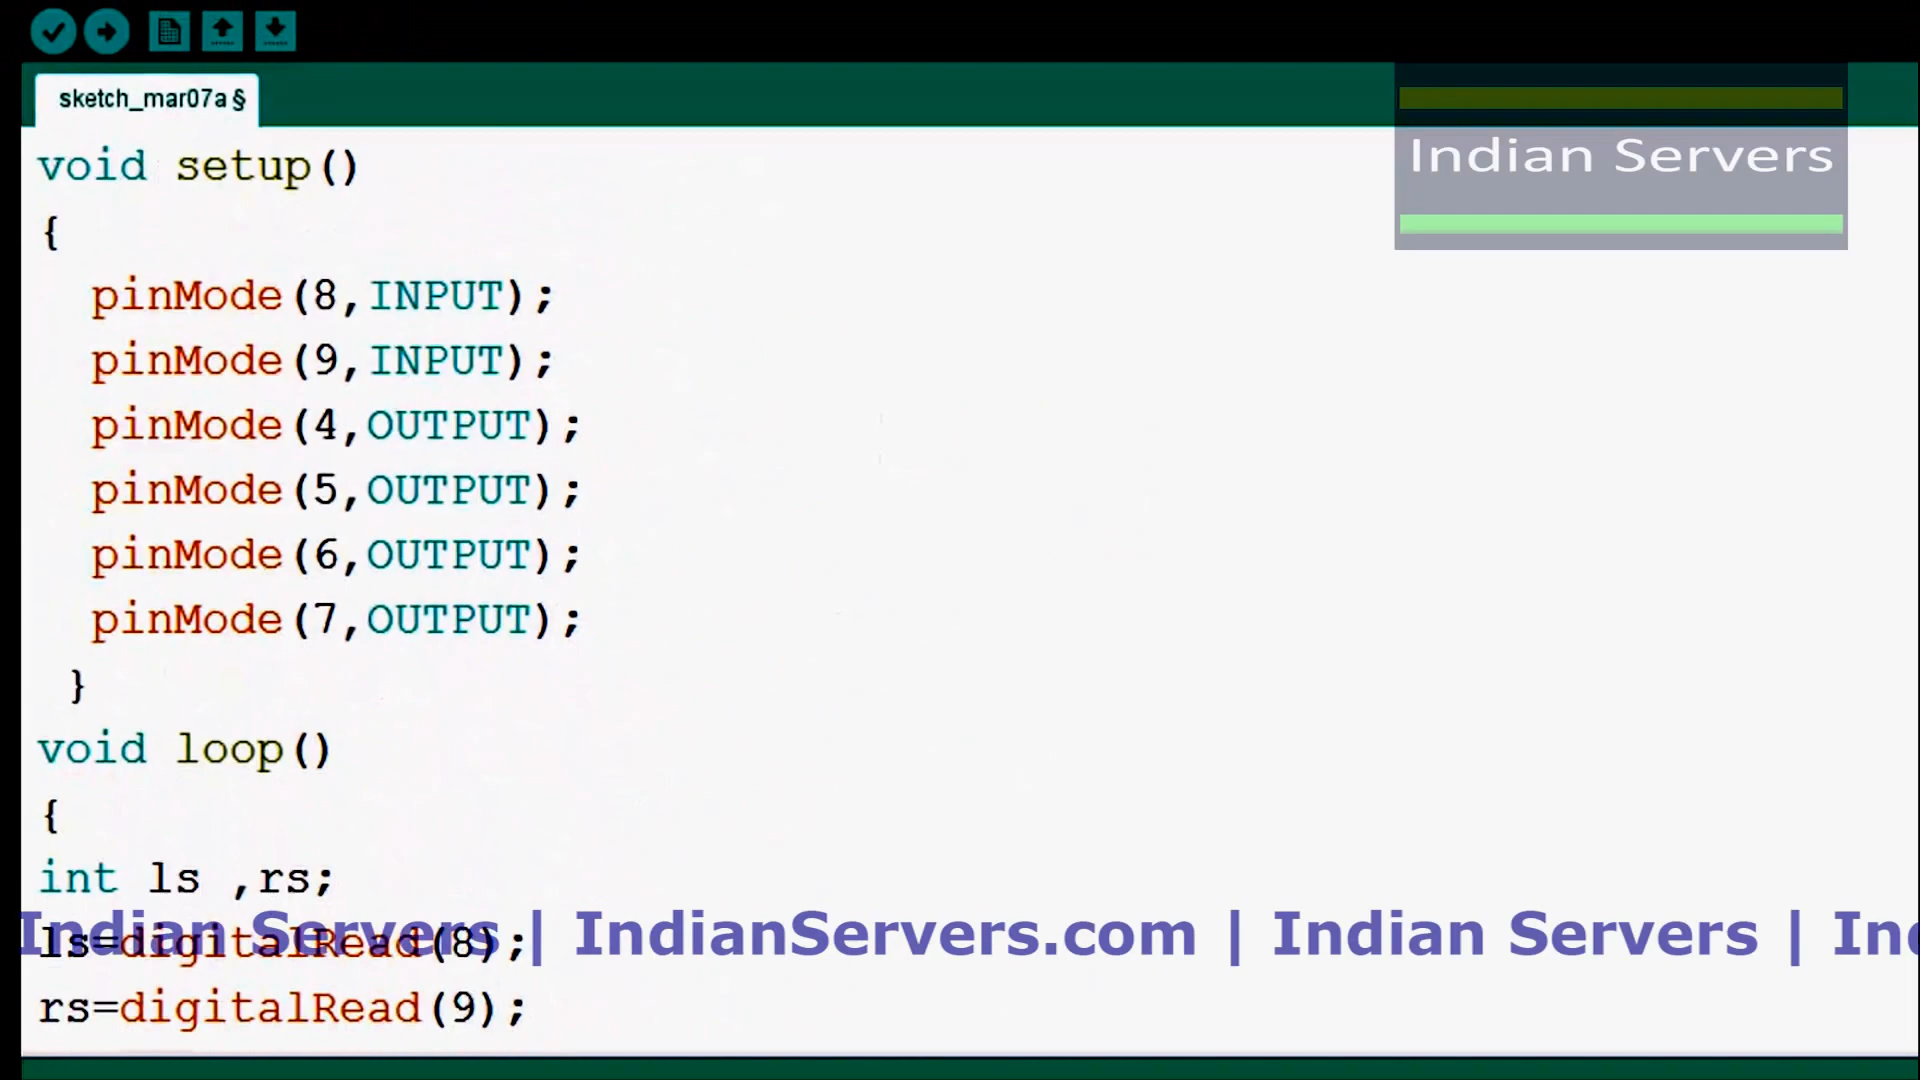 sketch_mar07a §
Indian Servers
void setup()
{
pinMode(8,INPUT);
pinMode(9,INPUT);
pinMode(4,OUTPUT);
pinMode(5,OUTPUT);
pinMode(6,OUTPUT);
pinMode(7,OUTPUT);
}
void loop()
{
int ls ,rs;
ls=digitalRead(8);
Indian Servers | IndianServers.com | Indian Servers | Ind
rs=digitalRead(9);